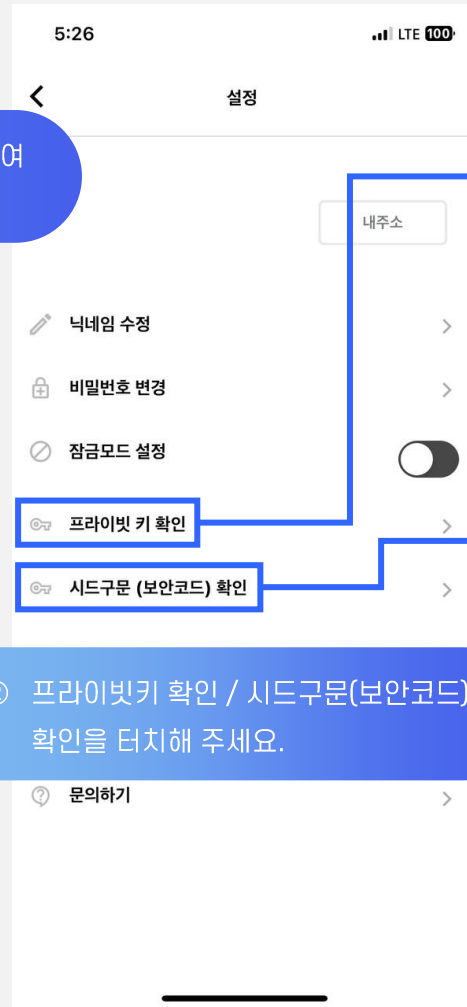 5:26
LTE 100
설정
여
내주소
닉네임 수정
비밀번호 변경
잠금모드 설정
프라이빗 키 확인
시드구문 (보안코드) 확인
② 프라이빗키 확인 / 시드구문(보안코드)
확인을 터치해 주세요.
문의하기